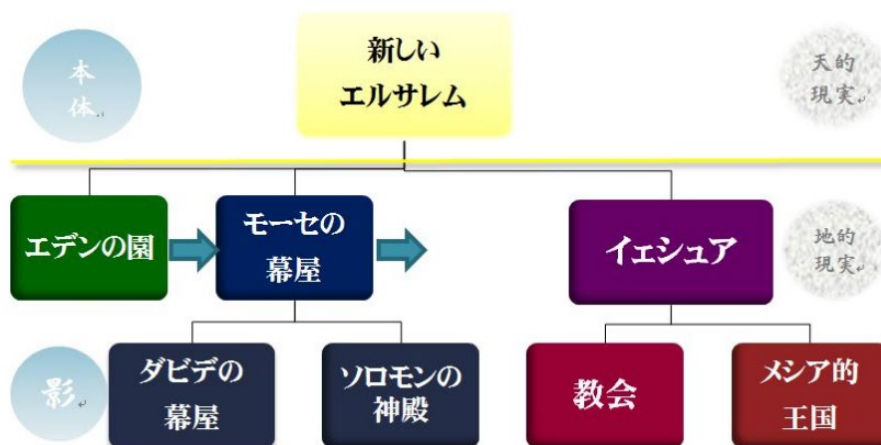 本
体
新しい
エルサレム
天的
現実
エデンの園
モーセの
幕屋
イェシュア
地的
現実
影
ダビデの
幕屋
ソロモンの
神殿
教会
メシア的
王国